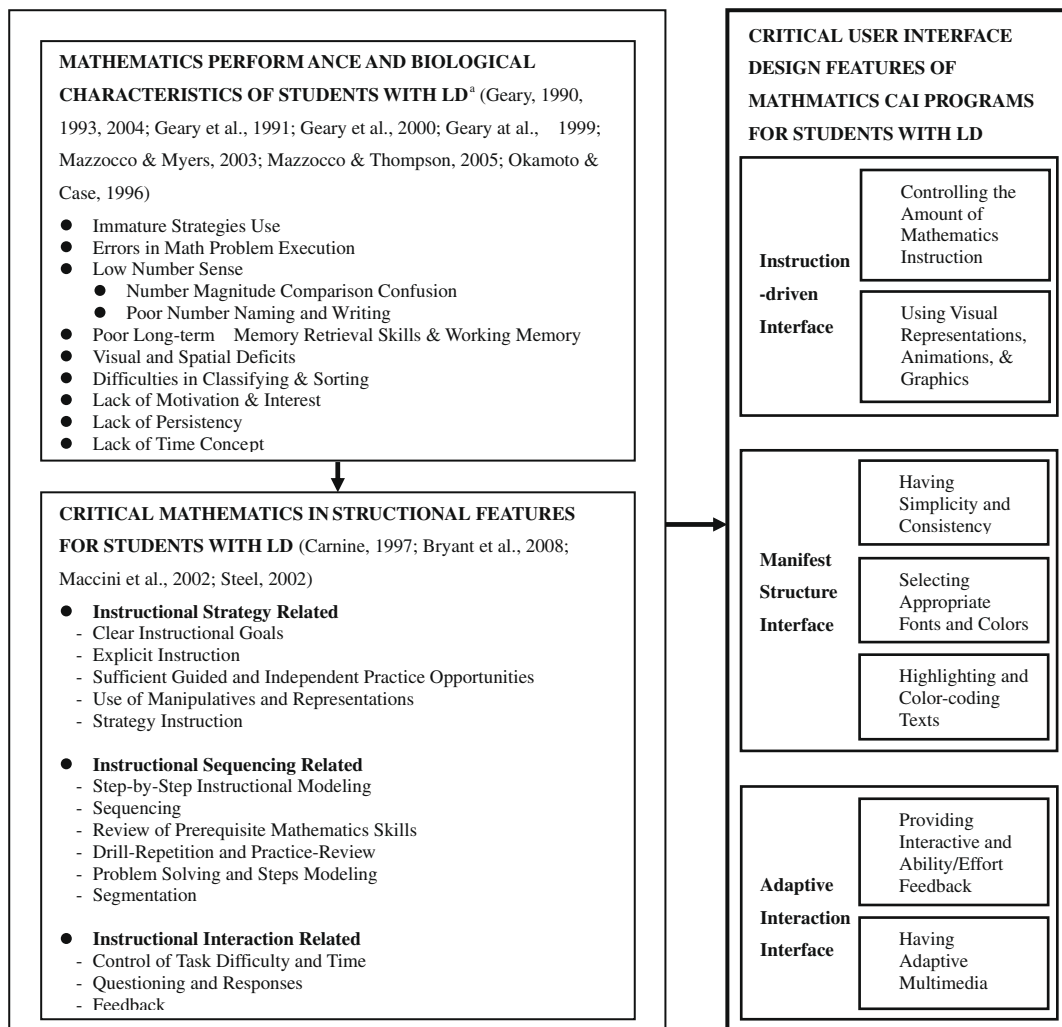 MATHEMATICS PERFORM ANCE AND BIOLOGICAL
CHARACTERISTICS OF STUDENTS WITH LDa (Geary, 1990,
1993, 2004; Geary et al., 1991; Geary et al., 2000; Geary at al., 1999;
Mazzocco & Myers, 2003; Mazzocco & Thompson, 2005; Okamoto &
Case, 1996)
● Immature Strategies Use
● Errors in Math Problem Execution
● Low Number Sense
● Number Magnitude Comparison Confusion
● Poor Number Naming and Writing
● Poor Long-term Memory Retrieval Skills & Working Memory
● Visual and Spatial Deficits
● Difficulties in Classifying & Sorting
● Lack of Motivation & Interest
● Lack of Persistency
● Lack of Time Concept
CRITICAL MATHEMATICS IN STRUCTIONAL FEATURES
FOR STUDENTS WITH LD (Carnine, 1997; Bryant et al., 2008;
Maccini et al., 2002; Steel, 2002)
● Instructional Strategy Related
- Clear Instructional Goals
- Explicit Instruction
- Sufficient Guided and Independent Practice Opportunities
- Use of Manipulatives and Representations
- Strategy Instruction
● Instructional Sequencing Related
- Step-by-Step Instructional Modeling
- Sequencing
- Review of Prerequisite Mathematics Skills
- Drill-Repetition and Practice-Review
- Problem Solving and Steps Modeling
- Segmentation
● Instructional Interaction Related
- Control of Task Difficulty and Time
- Questioning and Responses
- Feedback
CRITICAL USER INTERFACE
DESIGN FEATURES OF
MATHMATICS CAI PROGRAMS
FOR STUDENTS WITH LD
Instruction
-driven
Interface
Controlling the
Amount of
Mathematics
Instruction
Using Visual
Representations,
Animations, &
Graphics
Manifest
Structure
Interface
Having
Simplicity and
Consistency
Selecting
Appropriate
Fonts and Colors
Highlighting and
Color-coding
Texts
Adaptive
Interaction
Interface
Providing
Interactive and
Ability/Effort
Feedback
Having
Adaptive
Multimedia